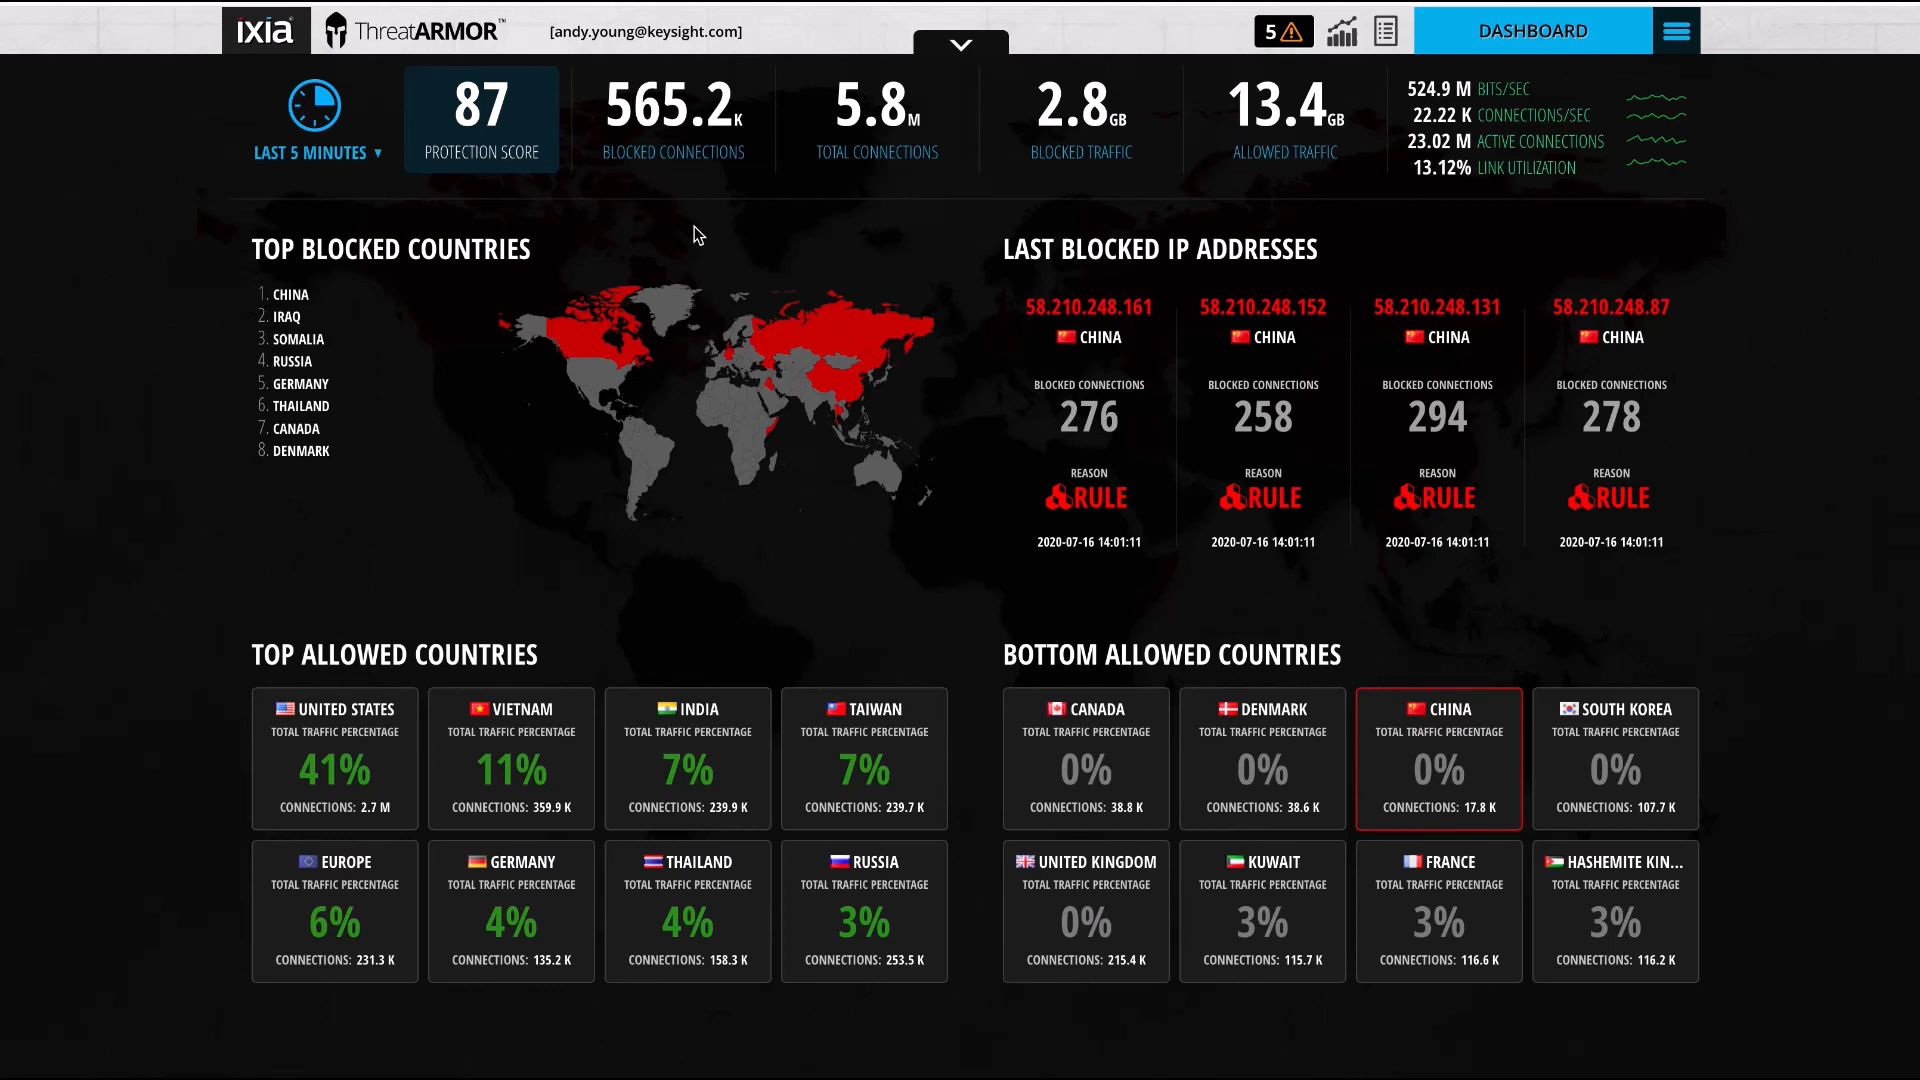 ixia ThreatARMOR™ [andy.young@keysight.com] 5 DASHBOARD
LAST 5 MINUTES ▼
87
PROTECTION SCORE
565.2K
BLOCKED CONNECTIONS
5.8M
TOTAL CONNECTIONS
2.8GB
BLOCKED TRAFFIC
13.4GB
ALLOWED TRAFFIC
524.9 M BITS/SEC
22.22 K CONNECTIONS/SEC
23.02 M ACTIVE CONNECTIONS
13.12% LINK UTILIZATION
TOP BLOCKED COUNTRIES
1. CHINA
2. IRAQ
3. SOMALIA
4. RUSSIA
5. GERMANY
6. THAILAND
7. CANADA
8. DENMARK
LAST BLOCKED IP ADDRESSES
58.210.248.161
CHINA
BLOCKED CONNECTIONS
276
REASON
RULE
2020-07-16 14:01:11
58.210.248.152
CHINA
BLOCKED CONNECTIONS
258
REASON
RULE
2020-07-16 14:01:11
58.210.248.131
CHINA
BLOCKED CONNECTIONS
294
REASON
RULE
2020-07-16 14:01:11
58.210.248.87
CHINA
BLOCKED CONNECTIONS
278
REASON
RULE
2020-07-16 14:01:11
TOP ALLOWED COUNTRIES
UNITED STATES
TOTAL TRAFFIC PERCENTAGE
41%
CONNECTIONS: 2.7 M
VIETNAM
TOTAL TRAFFIC PERCENTAGE
11%
CONNECTIONS: 359.9 K
INDIA
TOTAL TRAFFIC PERCENTAGE
7%
CONNECTIONS: 239.9 K
TAIWAN
TOTAL TRAFFIC PERCENTAGE
7%
CONNECTIONS: 239.7 K
EUROPE
TOTAL TRAFFIC PERCENTAGE
6%
CONNECTIONS: 231.3 K
GERMANY
TOTAL TRAFFIC PERCENTAGE
4%
CONNECTIONS: 135.2 K
THAILAND
TOTAL TRAFFIC PERCENTAGE
4%
CONNECTIONS: 158.3 K
RUSSIA
TOTAL TRAFFIC PERCENTAGE
3%
CONNECTIONS: 253.5 K
BOTTOM ALLOWED COUNTRIES
CANADA
TOTAL TRAFFIC PERCENTAGE
0%
CONNECTIONS: 38.8 K
DENMARK
TOTAL TRAFFIC PERCENTAGE
0%
CONNECTIONS: 38.6 K
CHINA
TOTAL TRAFFIC PERCENTAGE
0%
CONNECTIONS: 17.8 K
SOUTH KOREA
TOTAL TRAFFIC PERCENTAGE
0%
CONNECTIONS: 107.7 K
UNITED KINGDOM
TOTAL TRAFFIC PERCENTAGE
0%
CONNECTIONS: 215.4 K
KUWAIT
TOTAL TRAFFIC PERCENTAGE
3%
CONNECTIONS: 115.7 K
FRANCE
TOTAL TRAFFIC PERCENTAGE
3%
CONNECTIONS: 116.6 K
HASHEMITE KIN...
TOTAL TRAFFIC PERCENTAGE
3%
CONNECTIONS: 116.2 K